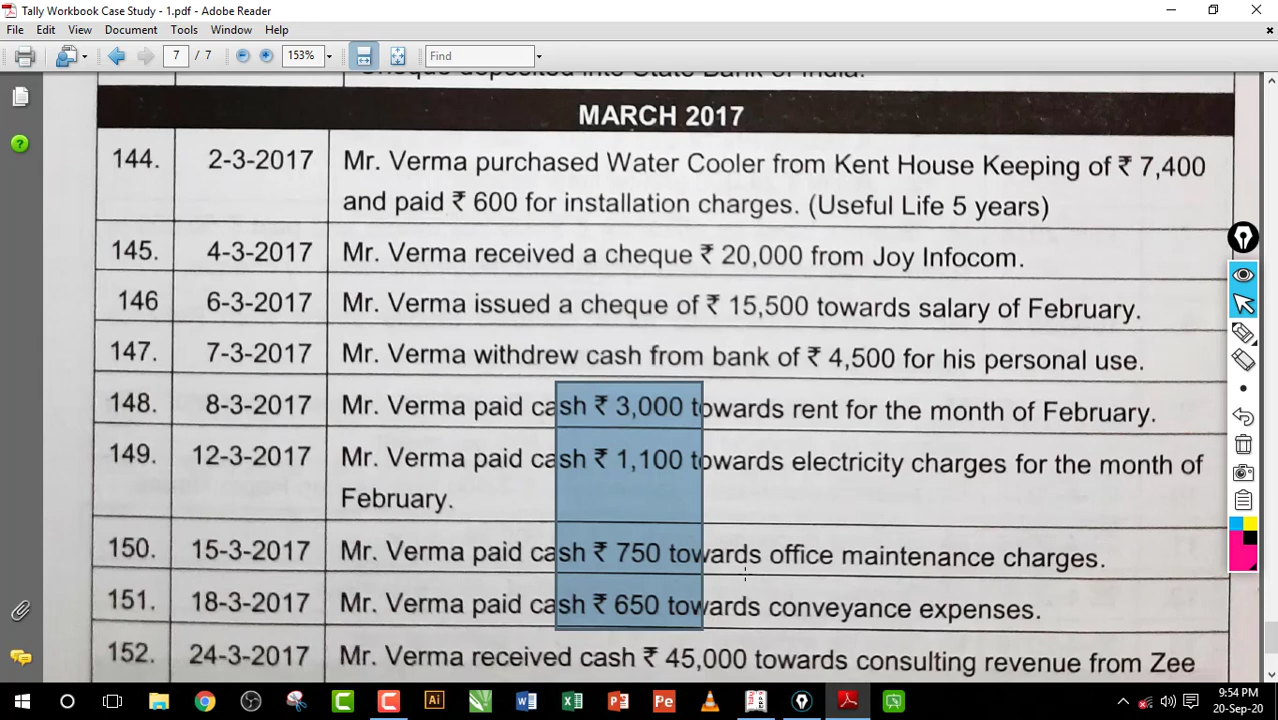 Tally Workbook Case Study - 1.pdf - Adobe Reader
File Edit View Document Tools Window Help
7 / 7 153% Find
Cheque deposited into State Bank of India.
MARCH 2017
144. 2-3-2017 Mr. Verma purchased Water Cooler from Kent House Keeping of ₹ 7,400
and paid ₹ 600 for installation charges. (Useful Life 5 years)
145. 4-3-2017 Mr. Verma received a cheque ₹ 20,000 from Joy Infocom.
146 6-3-2017 Mr. Verma issued a cheque of ₹ 15,500 towards salary of February.
147. 7-3-2017 Mr. Verma withdrew cash from bank of ₹ 4,500 for his personal use.
148. 8-3-2017 Mr. Verma paid cash ₹ 3,000 towards rent for the month of February.
149. 12-3-2017 Mr. Verma paid cash ₹ 1,100 towards electricity charges for the month of
February.
150. 15-3-2017 Mr. Verma paid cash ₹ 750 towards office maintenance charges.
151. 18-3-2017 Mr. Verma paid cash ₹ 650 towards conveyance expenses.
152. 24-3-2017 Mr. Verma received cash ₹ 45,000 towards consulting revenue from Zee
Ai Pe
9:54 PM
20-Sep-20